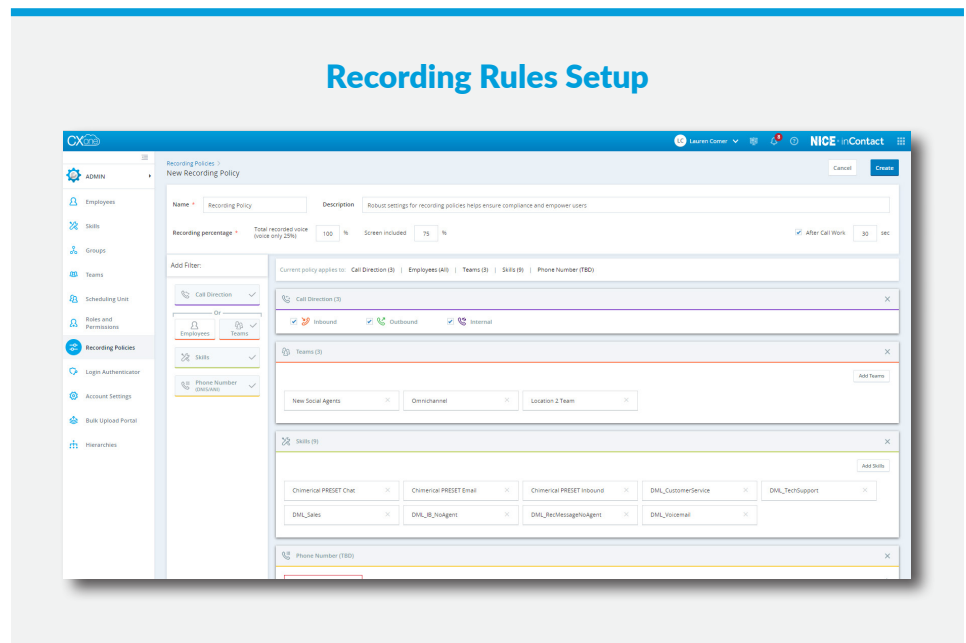 Recording Rules Setup
CXone
LC Lauren Comer
NICE inContact
ADMIN
Employees
Skills
Groups
Teams
Scheduling Unit
Roles and
Permissions
Recording Policies
Login Authenticator
Account Settings
Bulk Upload Portal
Hierarchies
Recording Policies >
New Recording Policy
Cancel Create
Name * Recording Policy Description Robust settings for recording policies helps ensure compliance and empower users
Recording percentage * Total recorded voice
(voice only 25%) 100 % Screen included 75 % After Call Work 30 sec
Add Filter:
Call Direction
Or
Employees Teams
Skills
Phone Number
(DNIS/ANI)
Current policy applies to: Call Direction (3) | Employees (All) | Teams (3) | Skills (9) | Phone Number (TBD)
Call Direction (3)
Inbound Outbound Internal
Teams (3)
Add Teams
New Social Agents Omnichannel Location 2 Team
Skills (9)
Add Skills
Chimerical PRESET Chat Chimerical PRESET Email Chimerical PRESET Inbound DML_CustomerService DML_TechSupport
DML_Sales DML_IB_NoAgent DML_RecMessageNoAgent DML_Voicemail
Phone Number (TBD)